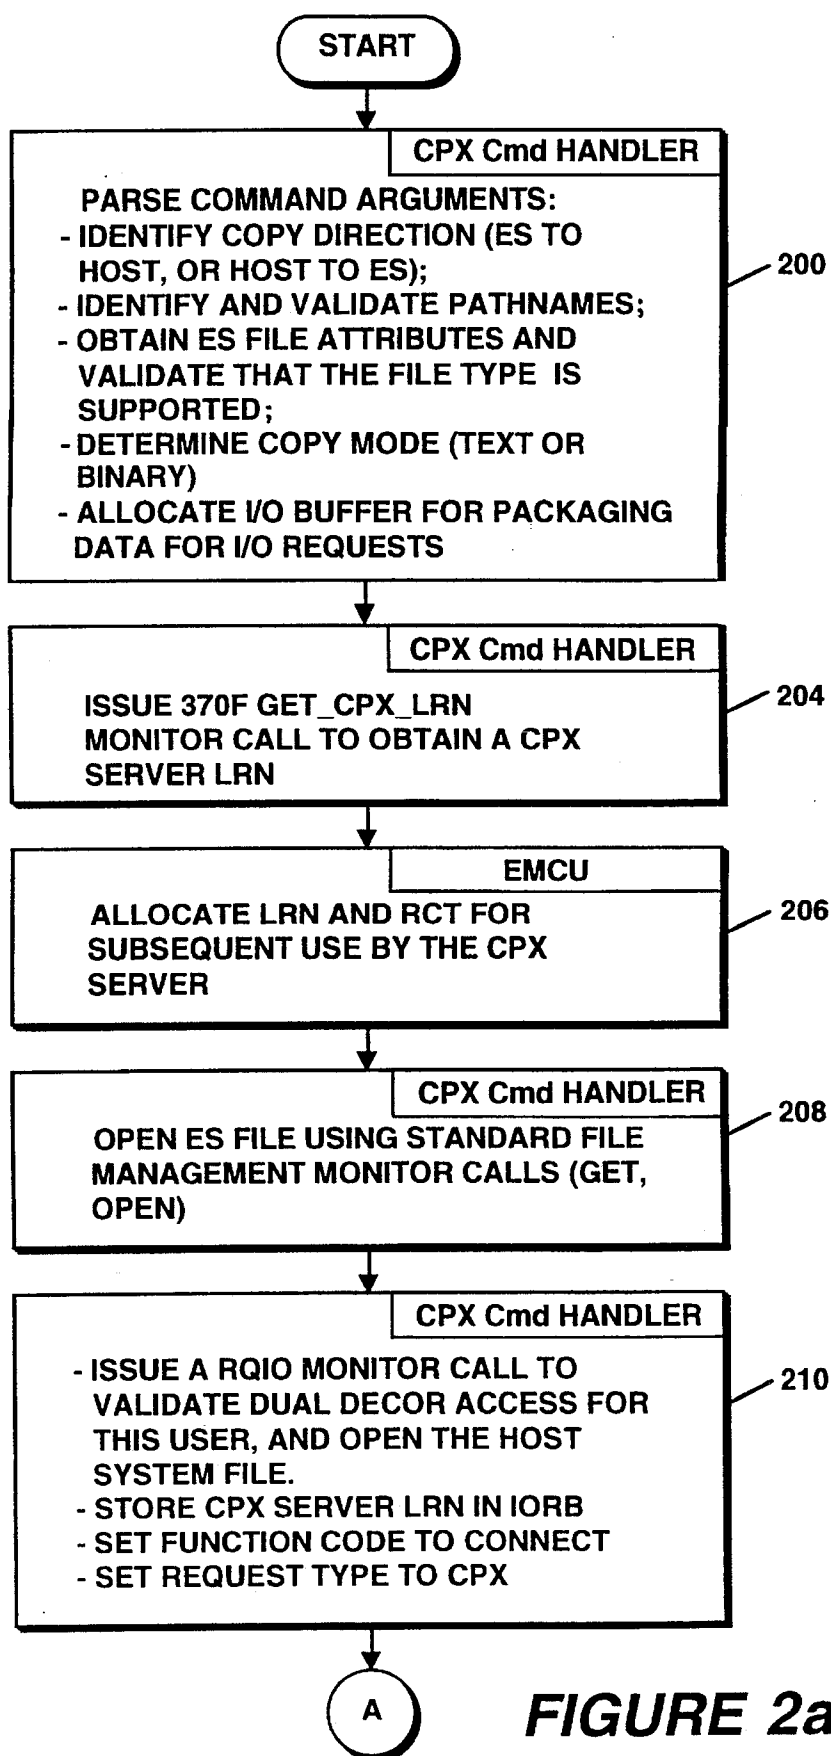 START
CPX Cmd HANDLER
PARSE COMMAND ARGUMENTS:
- IDENTIFY COPY DIRECTION (ES TO
HOST, OR HOST TO ES);
- IDENTIFY AND VALIDATE PATHNAMES;
- OBTAIN ES FILE ATTRIBUTES AND
VALIDATE THAT THE FILE TYPE IS
SUPPORTED;
- DETERMINE COPY MODE (TEXT OR
BINARY)
- ALLOCATE I/O BUFFER FOR PACKAGING
DATA FOR I/O REQUESTS
200
CPX Cmd HANDLER
ISSUE 370F GET_CPX_LRN
MONITOR CALL TO OBTAIN A CPX
SERVER LRN
204
EMCU
ALLOCATE LRN AND RCT FOR
SUBSEQUENT USE BY THE CPX
SERVER
206
CPX Cmd HANDLER
OPEN ES FILE USING STANDARD FILE
MANAGEMENT MONITOR CALLS (GET,
OPEN)
208
CPX Cmd HANDLER
- ISSUE A RQIO MONITOR CALL TO
VALIDATE DUAL DECOR ACCESS FOR
THIS USER, AND OPEN THE HOST
SYSTEM FILE.
- STORE CPX SERVER LRN IN IORB
- SET FUNCTION CODE TO CONNECT
- SET REQUEST TYPE TO CPX
210
A
FIGURE 2a